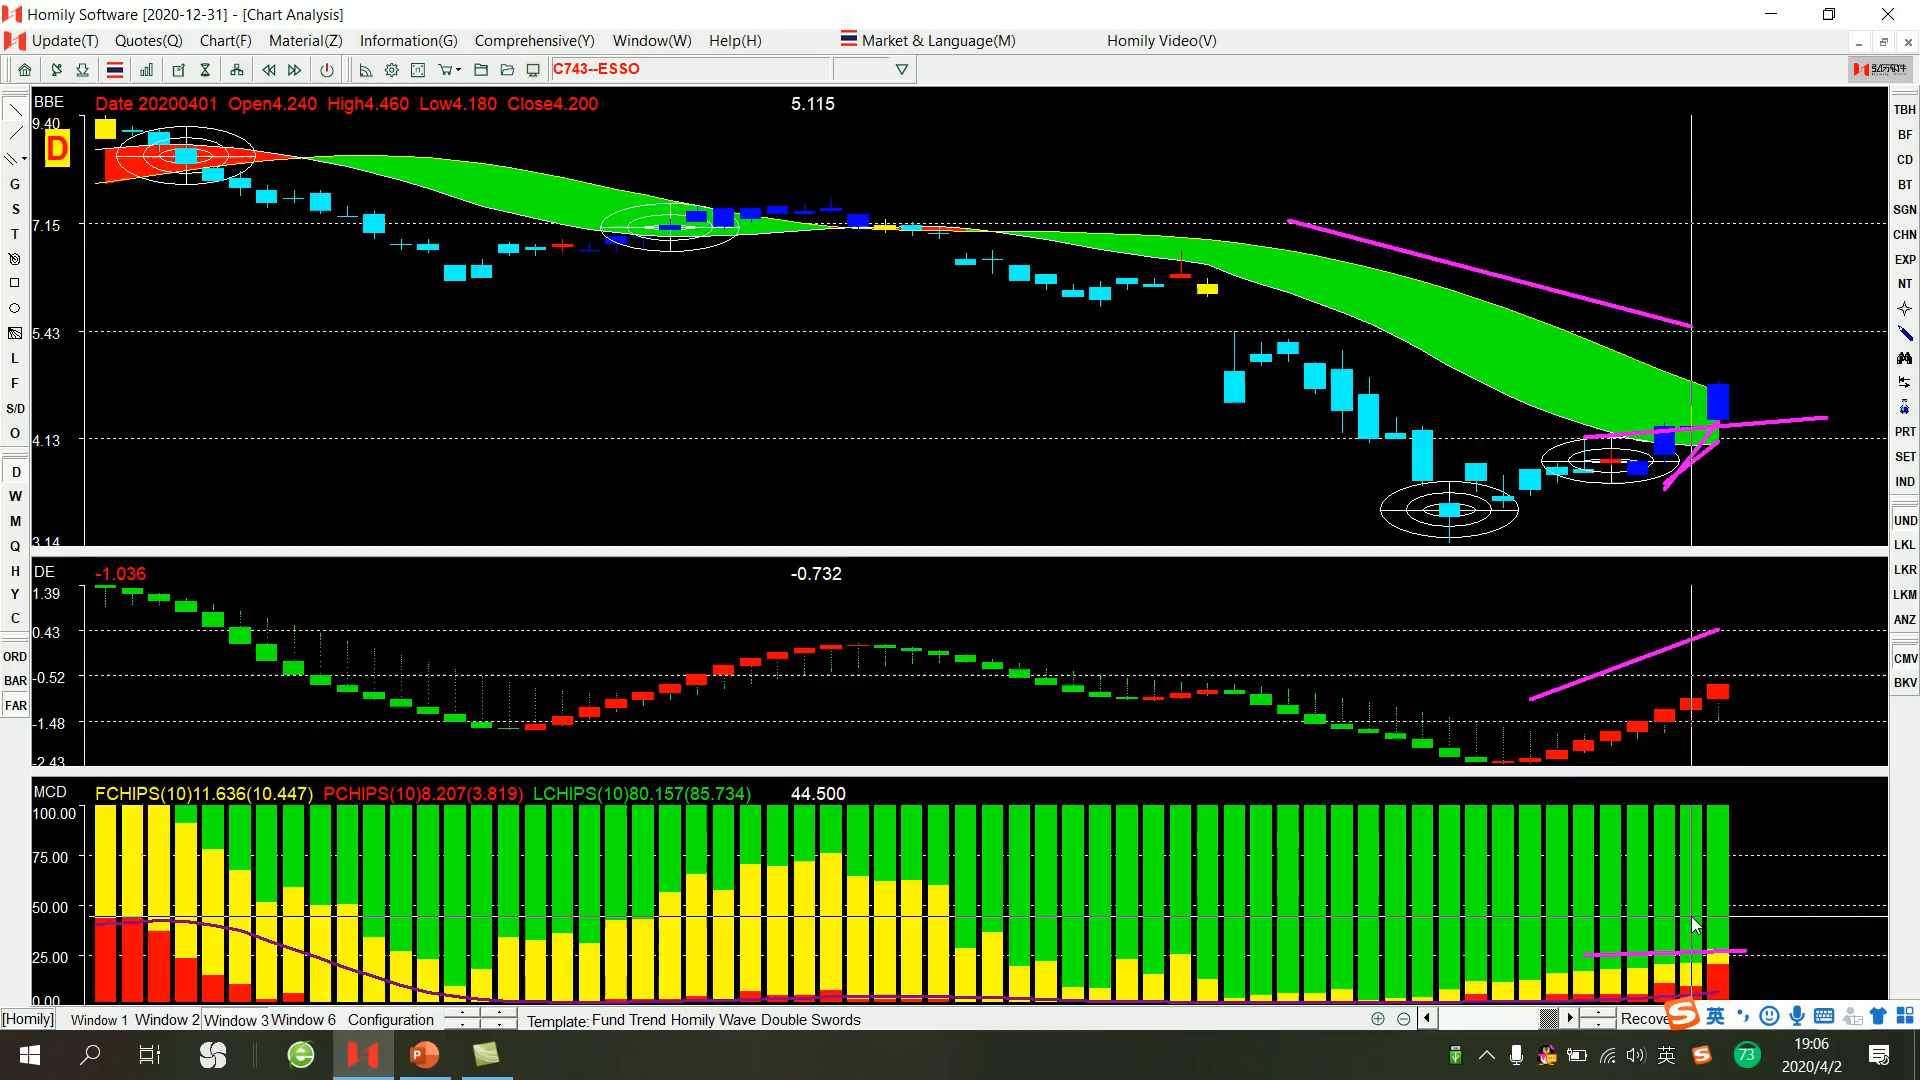 Homily Software [2020-12-31] - [Chart Analysis]
Update(T) Quotes(Q) Chart(F) Material(Z) Information(G) Comprehensive(Y) Window(W) Help(H) Market & Language(M) Homily Video(V)
C743--ESSO
BBE Date 20200401 Open4.240 High4.460 Low4.180 Close4.200 5.115
9.40
D
7.15
5.43
4.13
3.14
DE -1.036 -0.732
1.39
0.43
-0.52
-1.48
-2.43
MCD FCHIPS(10)11.636(10.447) PCHIPS(10)8.207(3.819) LCHIPS(10)80.157(85.734) 44.500
100.00
75.00
50.00
25.00
0.00
G
S
T
L
F
S/D
O
D
W
M
Q
H
Y
C
ORD
BAR
FAR
TBH
BF
CD
BT
SGN
CHN
EXP
NT
PRT
SET
IND
UND
LKL
LKR
LKM
ANZ
CMV
BKV
[Homily] Window 1 Window 2 Window 3 Window 6 Configuration Template: Fund Trend Homily Wave Double Swords Recove
英
73
英
19:06
2020/4/2